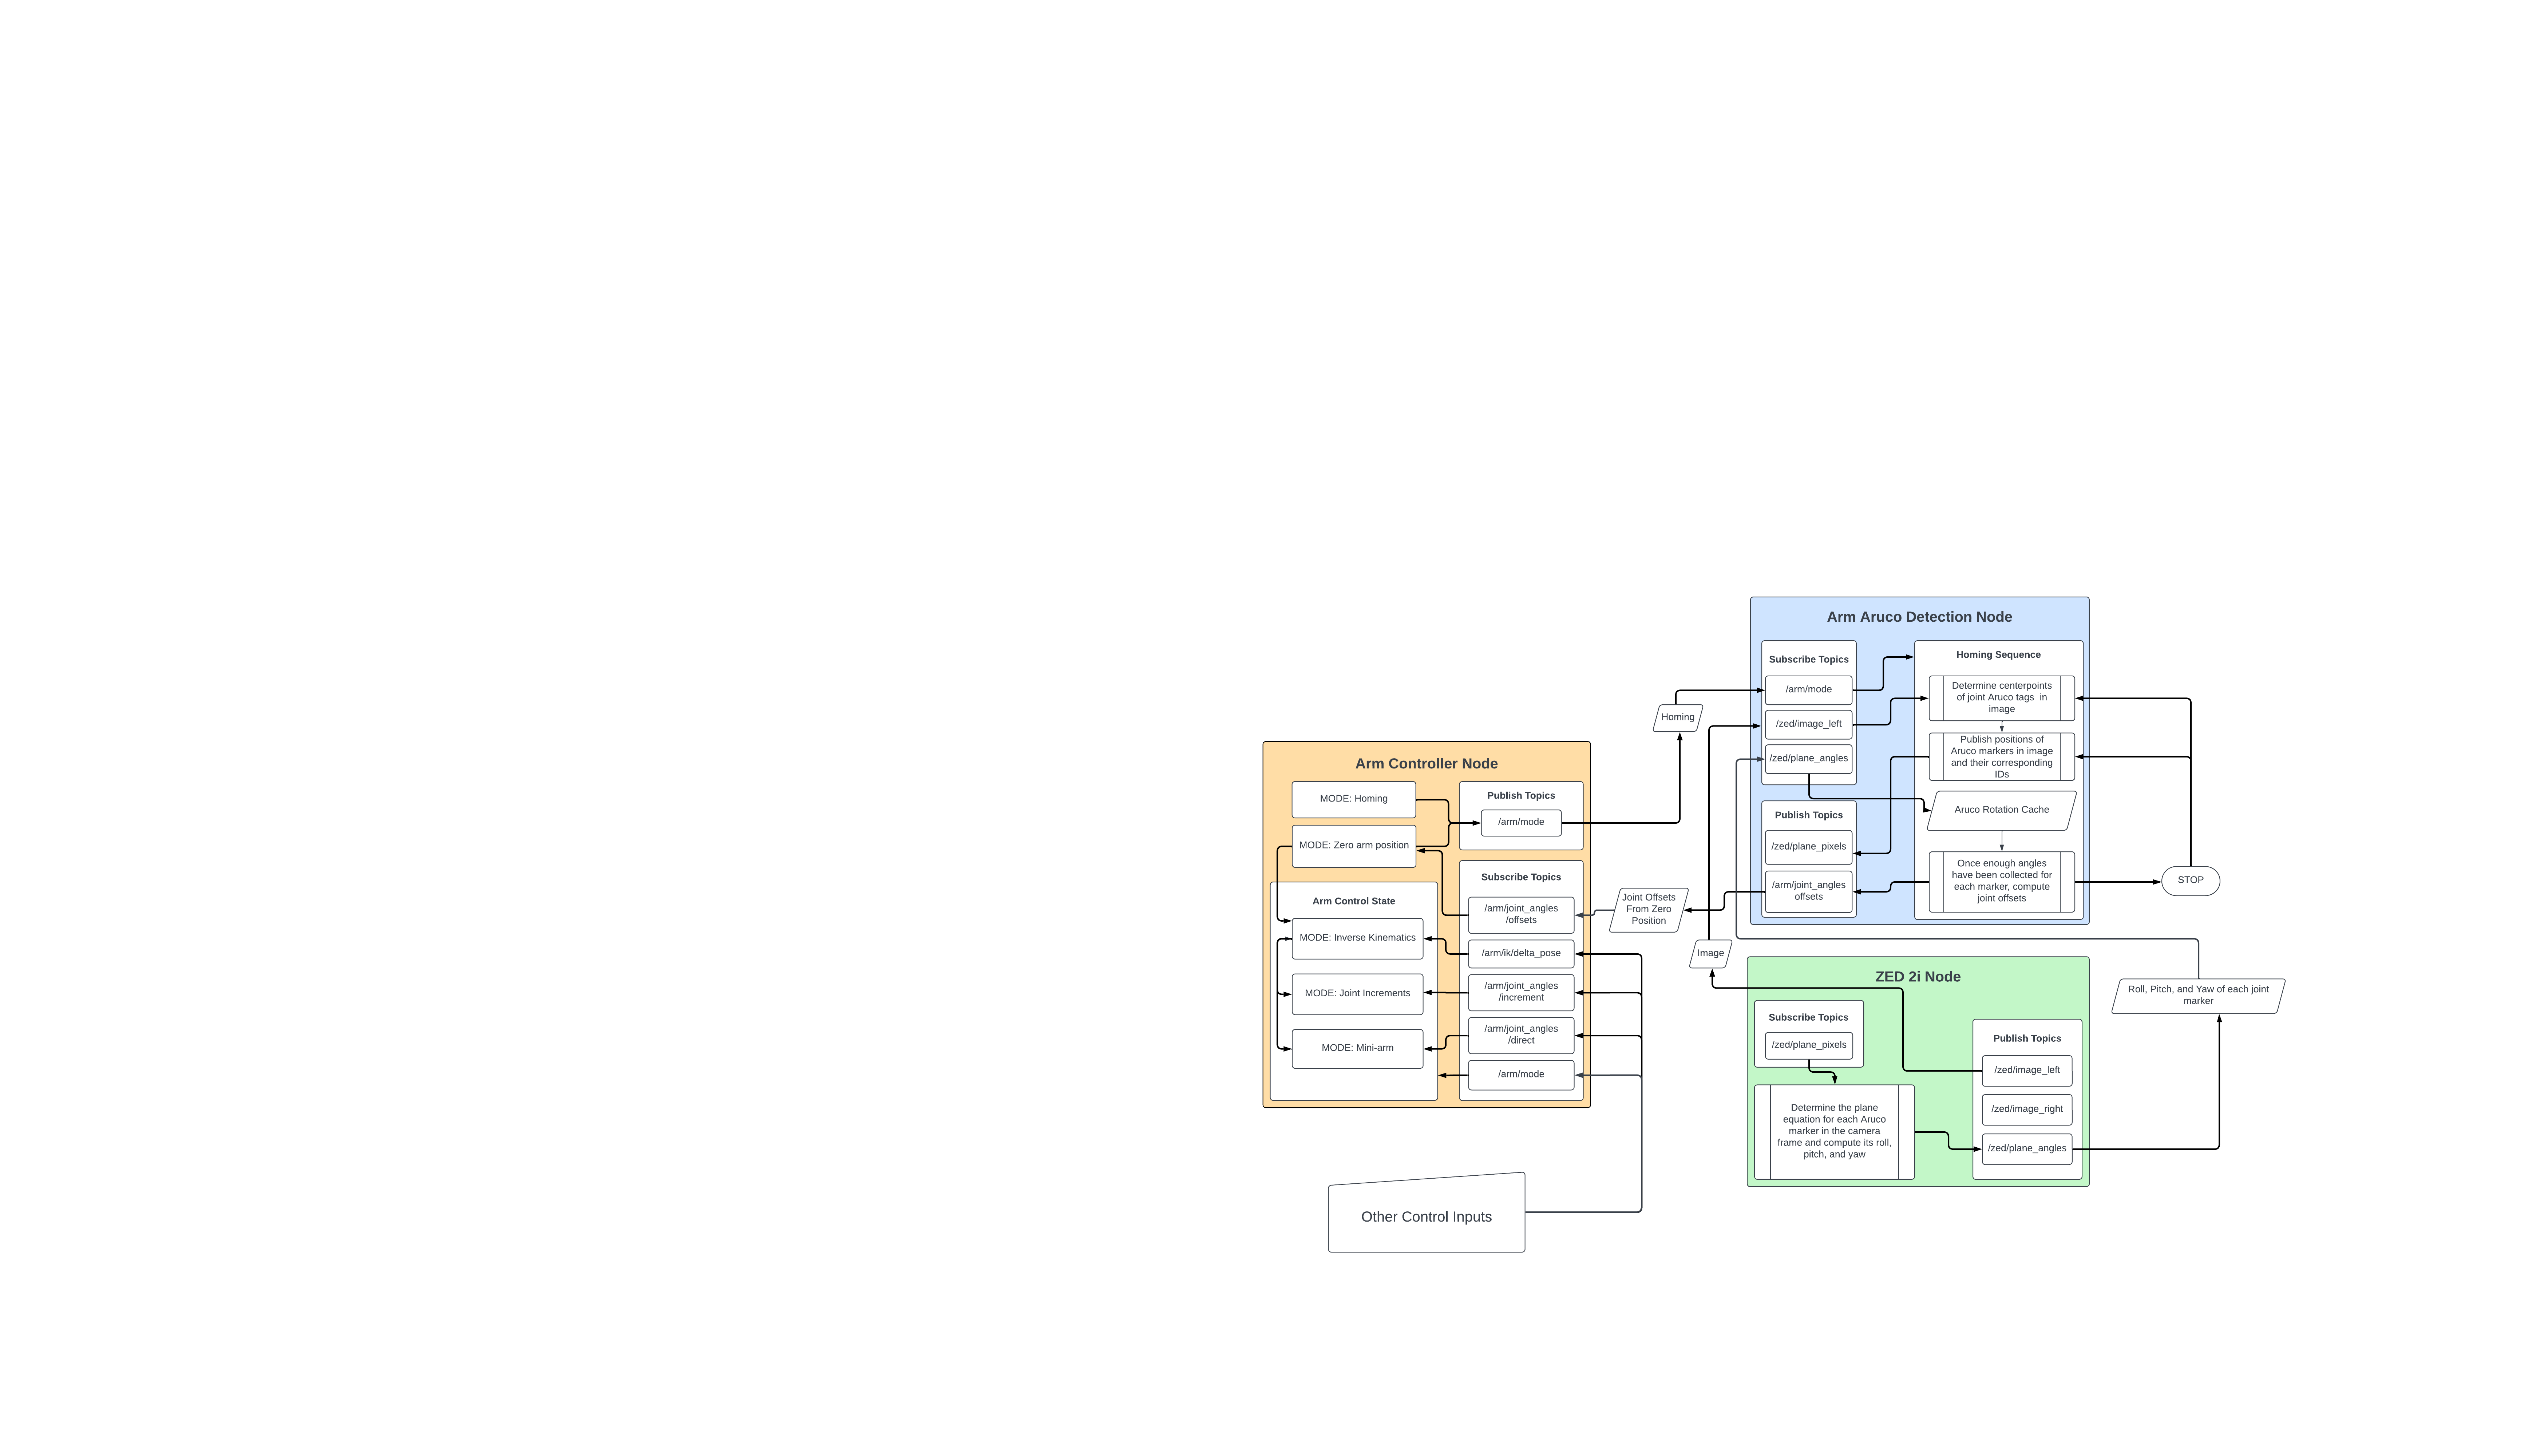 Arm Aruco Detection Node
Subscribe Topics
/arm/mode
/zed/image_left
/zed/plane_angles
Publish Topics
/zed/plane_pixels
/arm/joint_angles
offsets
Homing Sequence
Determine centerpoints
of joint Aruco tags  in
image
Publish positions of
Aruco markers in image
and their corresponding
IDs
Aruco Rotation Cache
Once enough angles
have been collected for
each marker, compute
joint offsets
STOP
Homing
Arm Controller Node
MODE: Homing
MODE: Zero arm position
Publish Topics
/arm/mode
Arm Control State
MODE: Inverse Kinematics
MODE: Joint Increments
MODE: Mini-arm
Subscribe Topics
/arm/joint_angles
/offsets
/arm/ik/delta_pose
/arm/joint_angles
/increment
/arm/joint_angles
/direct
/arm/mode
Joint Offsets
From Zero
Position
Image
ZED 2i Node
Subscribe Topics
/zed/plane_pixels
Determine the plane
equation for each Aruco
marker in the camera
frame and compute its roll,
pitch, and yaw
Publish Topics
/zed/image_left
/zed/image_right
/zed/plane_angles
Roll, Pitch, and Yaw of each joint
marker
Other Control Inputs